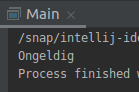 Main
/snap/intellij-ide
Ongeldig
Process finished